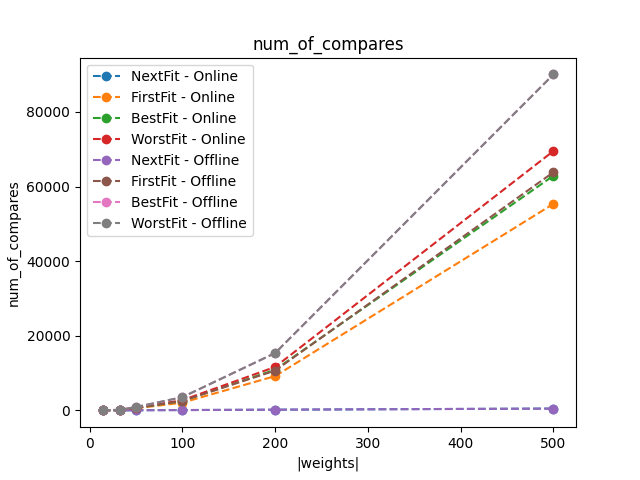 num_of_compares
NextFit - Online
FirstFit - Online
BestFit - Online
WorstFit - Online
NextFit - Offline
FirstFit - Offline
BestFit - Offline
WorstFit - Offline
num_of_compares
80000
60000
40000
20000
0
0 100 200 300 400 500
|weights|